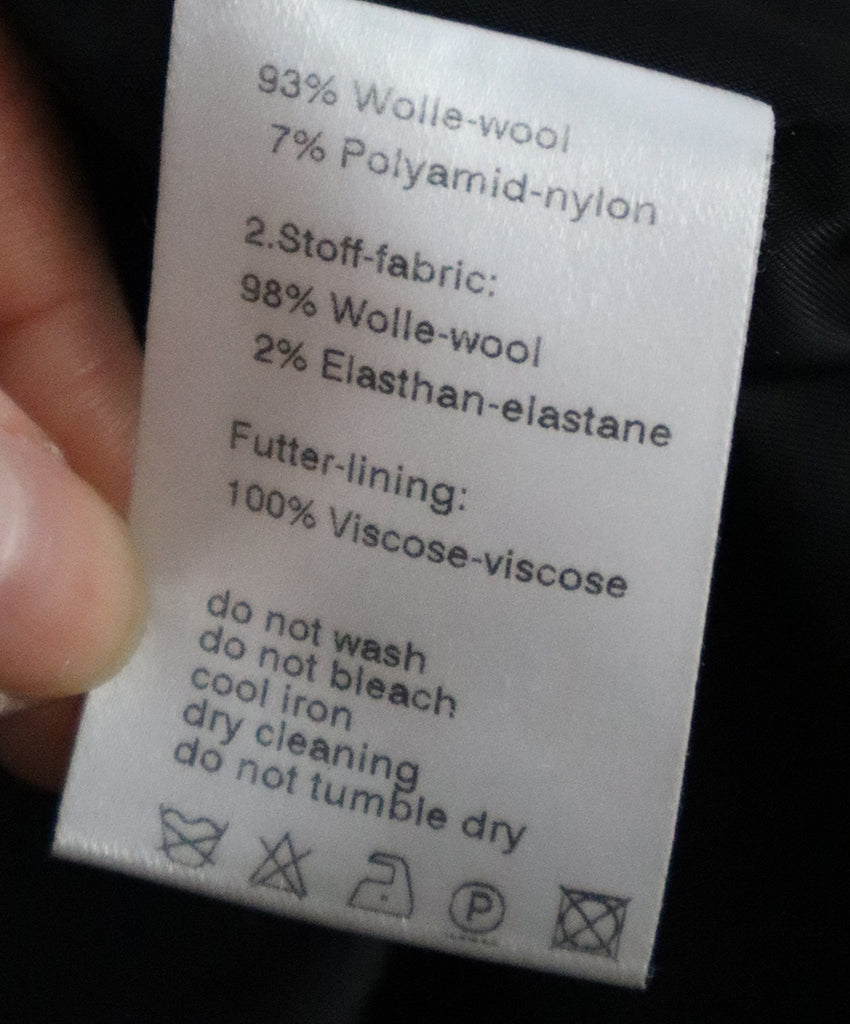 93% Wolle-wool
7% Polyamid-nylon
2.Stoff-fabric:
98% Wolle-wool
2% Elasthan-elastane
Futter-lining:
100% Viscose-viscose
do not wash
do not bleach
cool iron
dry cleaning
do not tumble dry
P